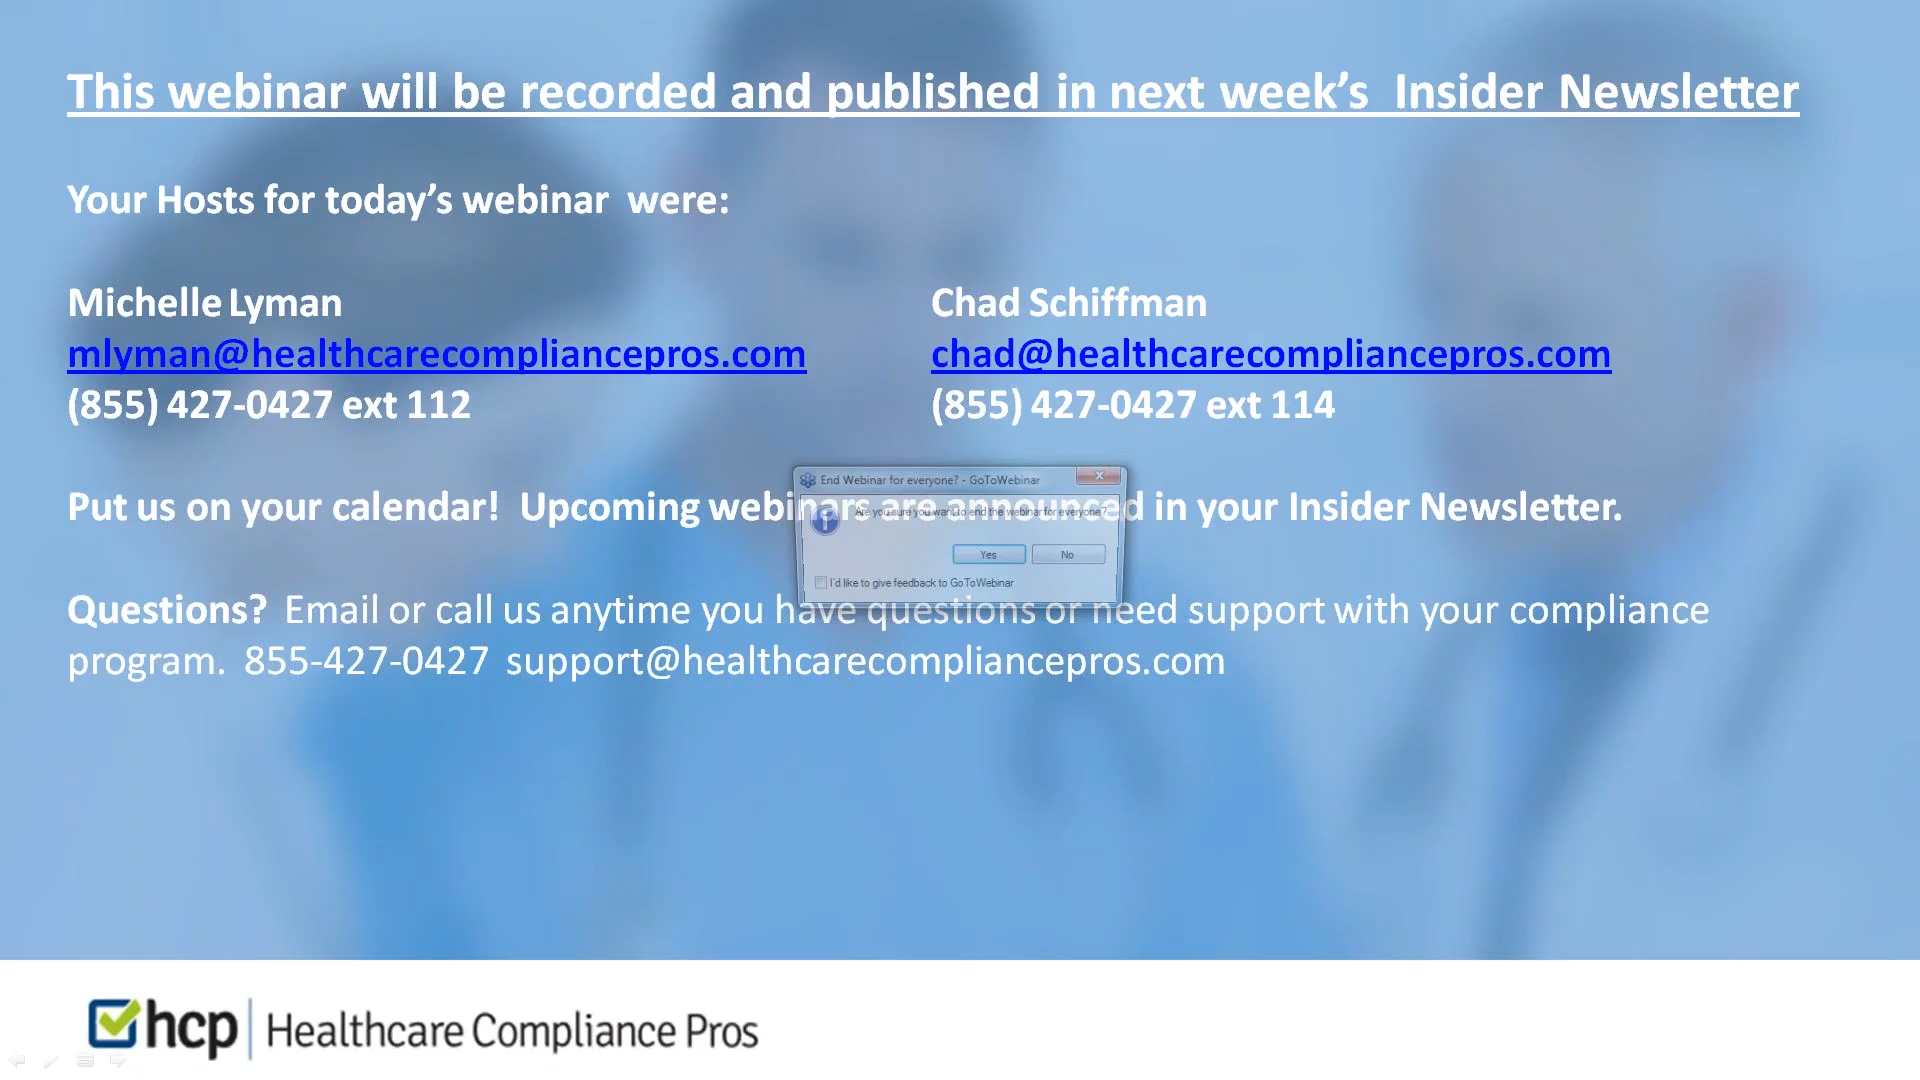 This webinar will be recorded and published in next week's Insider Newsletter
Your Hosts for today's webinar were:
Michelle Lyman
mlyman@healthcarecompliancepros.com
(855) 427-0427 ext 112
Chad Schiffman
chad@healthcarecompliancepros.com
(855) 427-0427 ext 114
Put us on your calendar! Upcoming webinars are announced in your Insider Newsletter.
End Webinar for everyone? - GoToWebinar
Are you sure you want to end the webinar for everyone?
Yes
No
I'd like to give feedback to GoToWebinar
Questions? Email or call us anytime you have questions or need support with your compliance
program. 855-427-0427 support@healthcarecompliancepros.com
hcp | Healthcare Compliance Pros